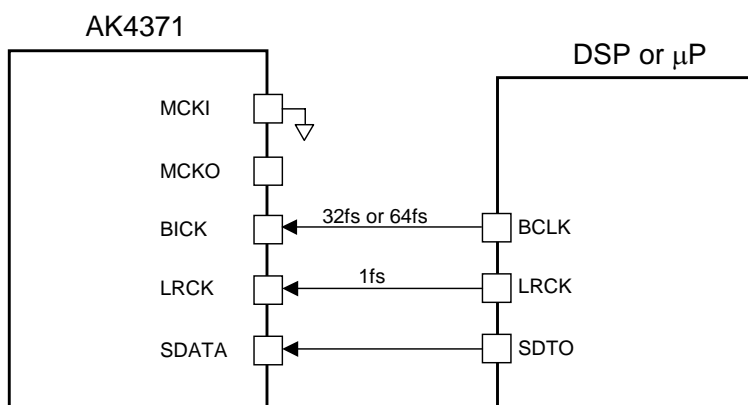 AK4371
DSP or μP
MCKI
MCKO
BICK
32fs or 64fs
BCLK
LRCK
1fs
LRCK
SDATA
SDTO